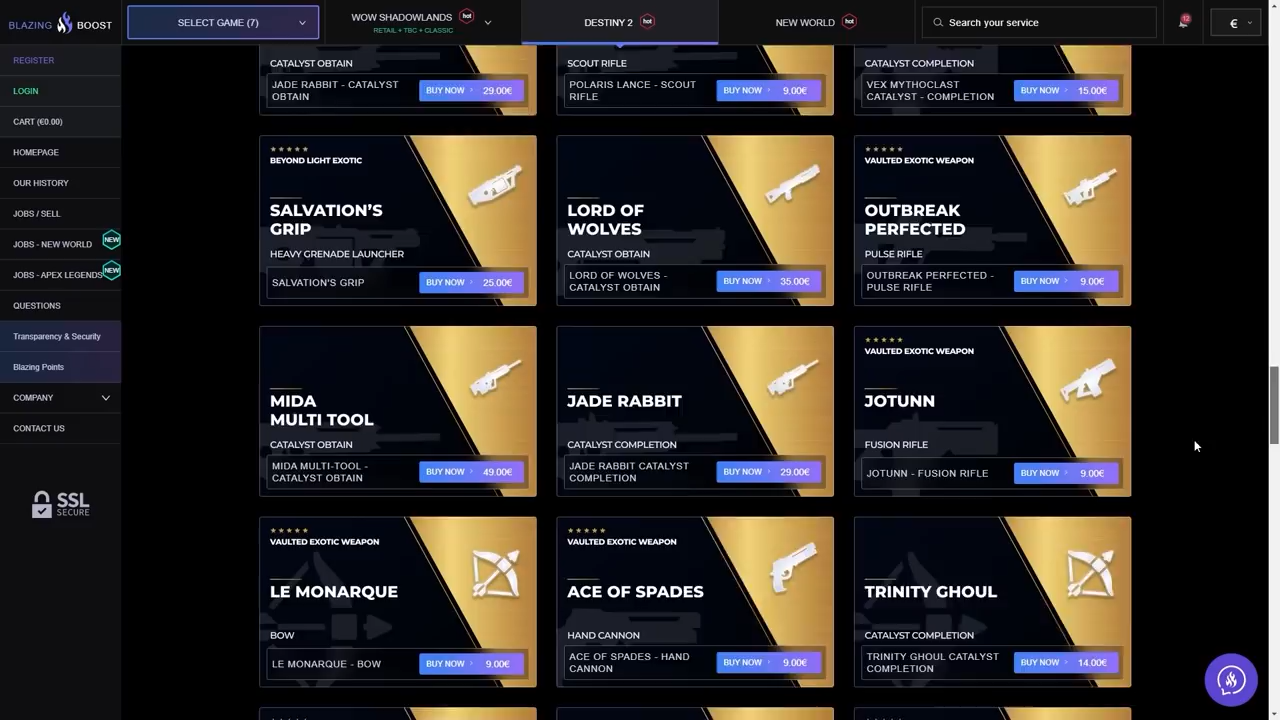 BLAZING BOOST
SELECT GAME (7)
WOW SHADOWLANDS hot
RETAIL + TBC + CLASSIC
DESTINY 2 hot
NEW WORLD hot
Search your service
12
€
REGISTER
LOGIN
CART (€0.00)
HOMEPAGE
OUR HISTORY
JOBS / SELL
JOBS - NEW WORLD NEW
JOBS - APEX LEGENDS NEW
QUESTIONS
Transparency & Security
Blazing Points
COMPANY
CONTACT US
SSL
SECURE
CATALYST OBTAIN
JADE RABBIT - CATALYST
OBTAIN
BUY NOW 29.00€
SCOUT RIFLE
POLARIS LANCE - SCOUT
RIFLE
BUY NOW 9.00€
CATALYST COMPLETION
VEX MYTHOCLAST
CATALYST - COMPLETION
BUY NOW 15.00€
BEYOND LIGHT EXOTIC
SALVATION'S
GRIP
HEAVY GRENADE LAUNCHER
SALVATION'S GRIP
BUY NOW 25.00€
LORD OF
WOLVES
CATALYST OBTAIN
LORD OF WOLVES -
CATALYST OBTAIN
BUY NOW 35.00€
VAULTED EXOTIC WEAPON
OUTBREAK
PERFECTED
PULSE RIFLE
OUTBREAK PERFECTED -
PULSE RIFLE
BUY NOW 9.00€
MIDA
MULTI TOOL
CATALYST OBTAIN
MIDA MULTI-TOOL -
CATALYST OBTAIN
BUY NOW 49.00€
JADE RABBIT
CATALYST COMPLETION
JADE RABBIT CATALYST
COMPLETION
BUY NOW 29.00€
VAULTED EXOTIC WEAPON
JOTUNN
FUSION RIFLE
JOTUNN - FUSION RIFLE
BUY NOW 9.00€
VAULTED EXOTIC WEAPON
LE MONARQUE
BOW
LE MONARQUE - BOW
BUY NOW 9.00€
VAULTED EXOTIC WEAPON
ACE OF SPADES
HAND CANNON
ACE OF SPADES - HAND
CANNON
BUY NOW 9.00€
TRINITY GHOUL
CATALYST COMPLETION
TRINITY GHOUL CATALYST
COMPLETION
BUY NOW 14.00€